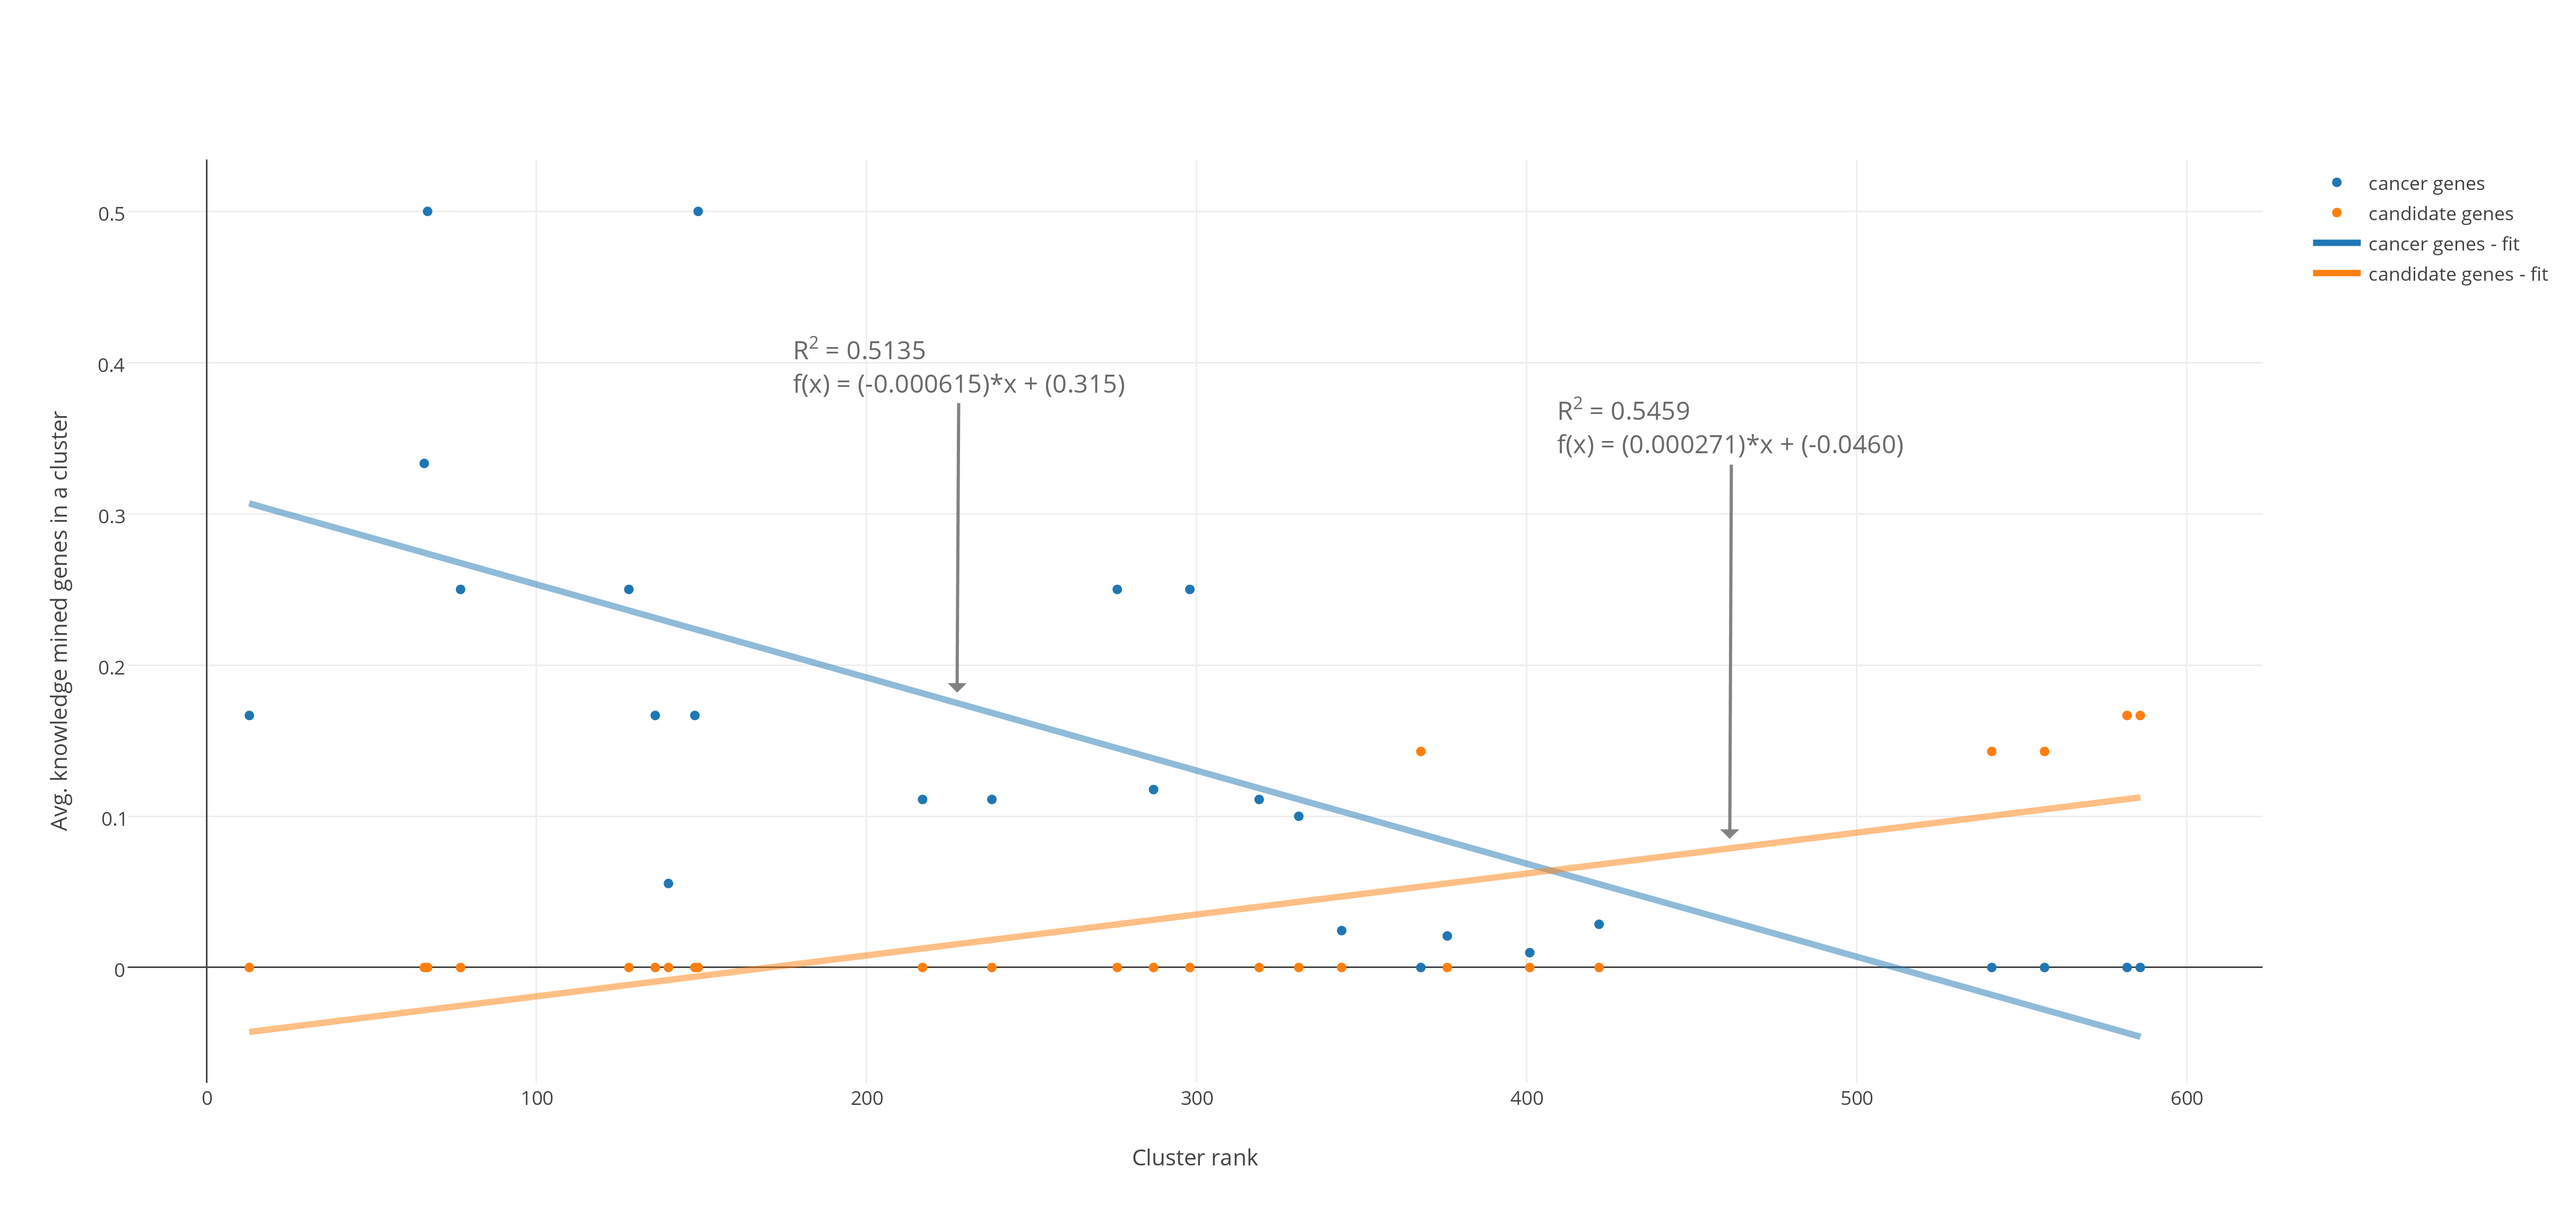 cancer genes
candidate genes
cancer genes - fit
candidate genes - fit
R² = 0.5135
f(x) = (-0.000615)*x + (0.315)
R² = 0.5459
f(x) = (0.000271)*x + (-0.0460)
Avg. knowledge mined genes in a cluster
0.5
0.4
0.3
0.2
0.1
0
0 100 200 300 400 500 600
Cluster rank